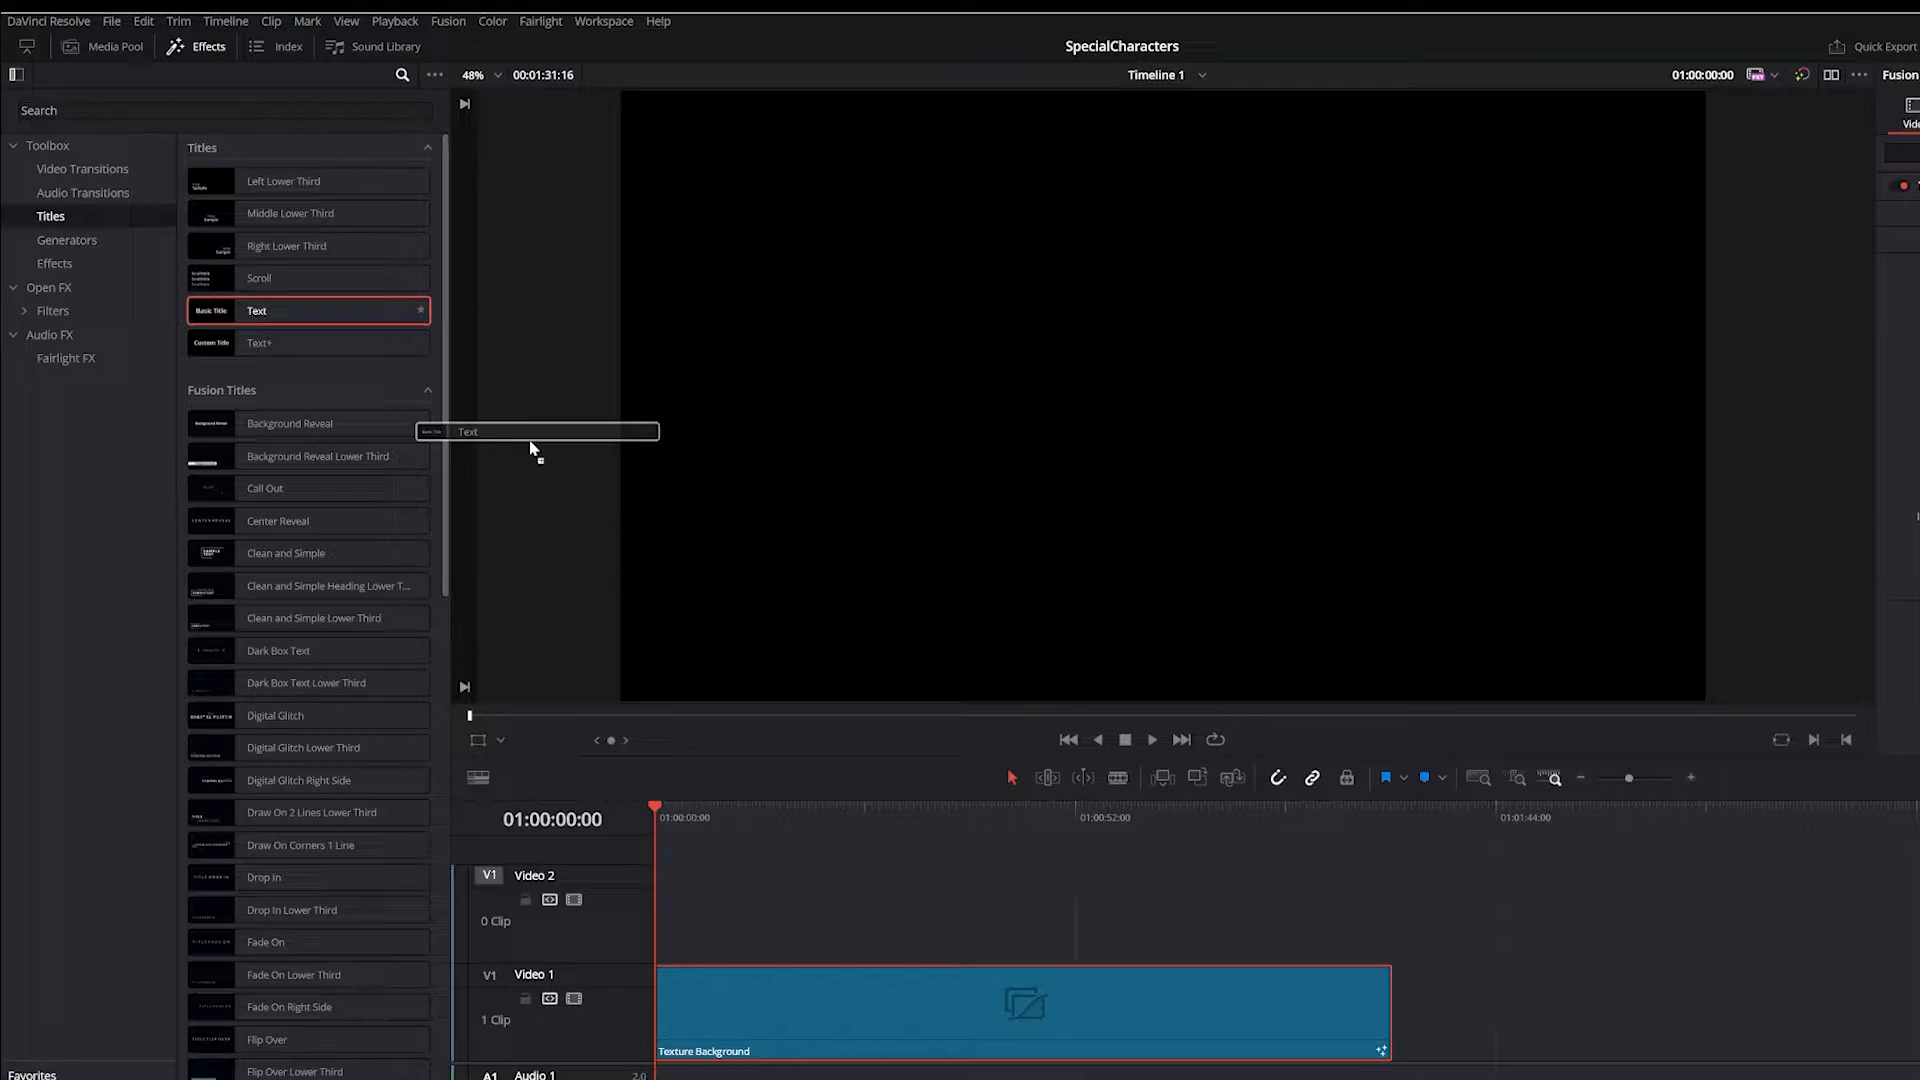 DaVinci Resolve File Edit Trim Timeline Clip Mark View Playback Fusion Color Fairlight Workspace Help
Media Pool Effects Index Sound Library SpecialCharacters Quick Export
48% 00:01:31:16 Timeline 1 01:00:00:00 Fusion
Search
Toolbox
Video Transitions
Audio Transitions
Titles
Generators
Effects
Open FX
Filters
Audio FX
Fairlight FX
Favorites
Titles
Left Lower Third
Middle Lower Third
Right Lower Third
Scroll
Basic Title Text
Custom Title Text+
Fusion Titles
Background Reveal
Background Reveal Lower Third
Call Out
Center Reveal
Clean and Simple
Clean and Simple Heading Lower T...
Clean and Simple Lower Third
Dark Box Text
Dark Box Text Lower Third
Digital Glitch
Digital Glitch Lower Third
Digital Glitch Right Side
Draw On 2 Lines Lower Third
Draw On Corners 1 Line
Drop In
Drop In Lower Third
Fade On
Fade On Lower Third
Fade On Right Side
Flip Over
Flip Over Lower Third
Text
Vide
01:00:00:00 01:00:00:00 01:00:52:00 01:01:44:00
V1 Video 2
0 Clip
V1 Video 1
1 Clip
Texture Background
A1 Audio 1 2.0